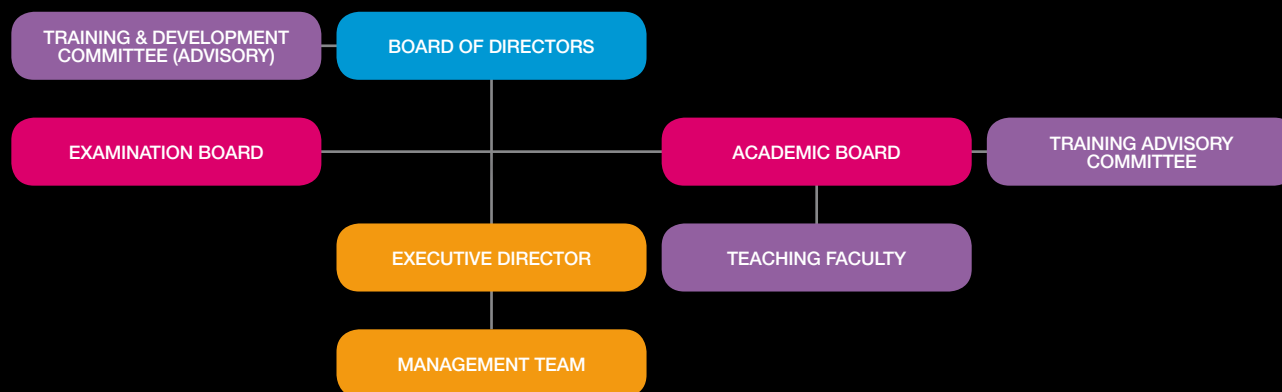 TRAINING & DEVELOPMENT
COMMITTEE (ADVISORY)
BOARD OF DIRECTORS
EXAMINATION BOARD
ACADEMIC BOARD
TRAINING ADVISORY
COMMITTEE
EXECUTIVE DIRECTOR
TEACHING FACULTY
MANAGEMENT TEAM